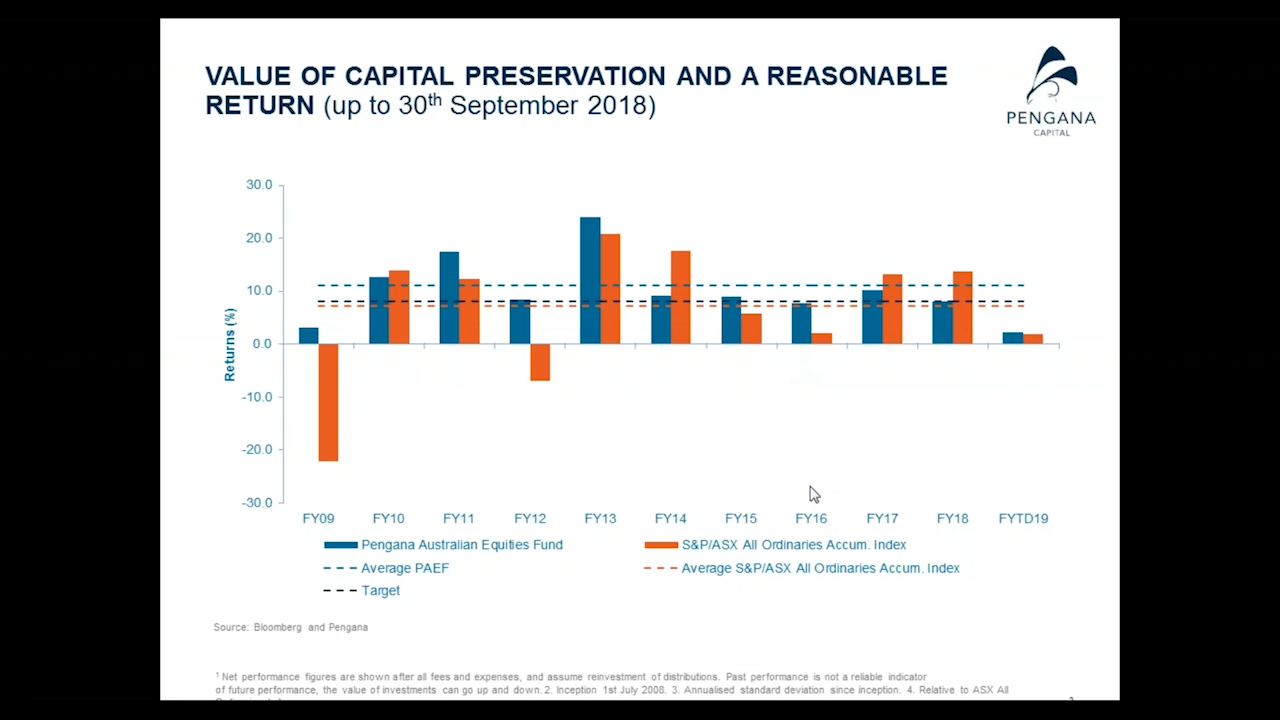 VALUE OF CAPITAL PRESERVATION AND A REASONABLE
RETURN (up to 30th September 2018)
PENGANA
CAPITAL
30.0
20.0
10.0
0.0
-10.0
-20.0
-30.0
Returns (%)
FY09 FY10 FY11 FY12 FY13 FY14 FY15 FY16 FY17 FY18 FYTD19
Pengana Australian Equities Fund S&P/ASX All Ordinaries Accum. Index
Average PAEF Average S&P/ASX All Ordinaries Accum. Index
Target
Source: Bloomberg and Pengana
1 Net performance figures are shown after all fees and expenses, and assume reinvestment of distributions. Past performance is not a reliable indicator
of future performance, the value of investments can go up and down. 2. Inception 1st July 2008. 3. Annualised standard deviation since inception. 4. Relative to ASX All